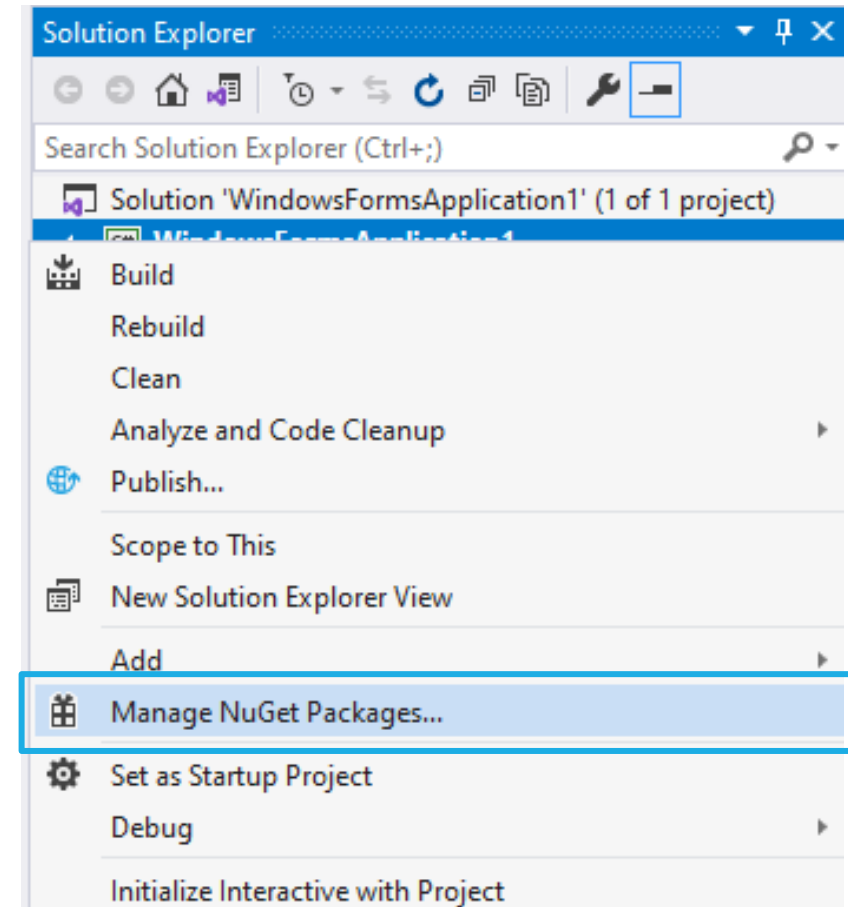 Solution Explorer
Search Solution Explorer (Ctrl+;)
Solution 'WindowsFormsApplication1' (1 of 1 project)
WindowsFormsApplication1
Build
Rebuild
Clean
Analyze and Code Cleanup
Publish...
Scope to This
New Solution Explorer View
Add
Manage NuGet Packages...
Set as Startup Project
Debug
Initialize Interactive with Project